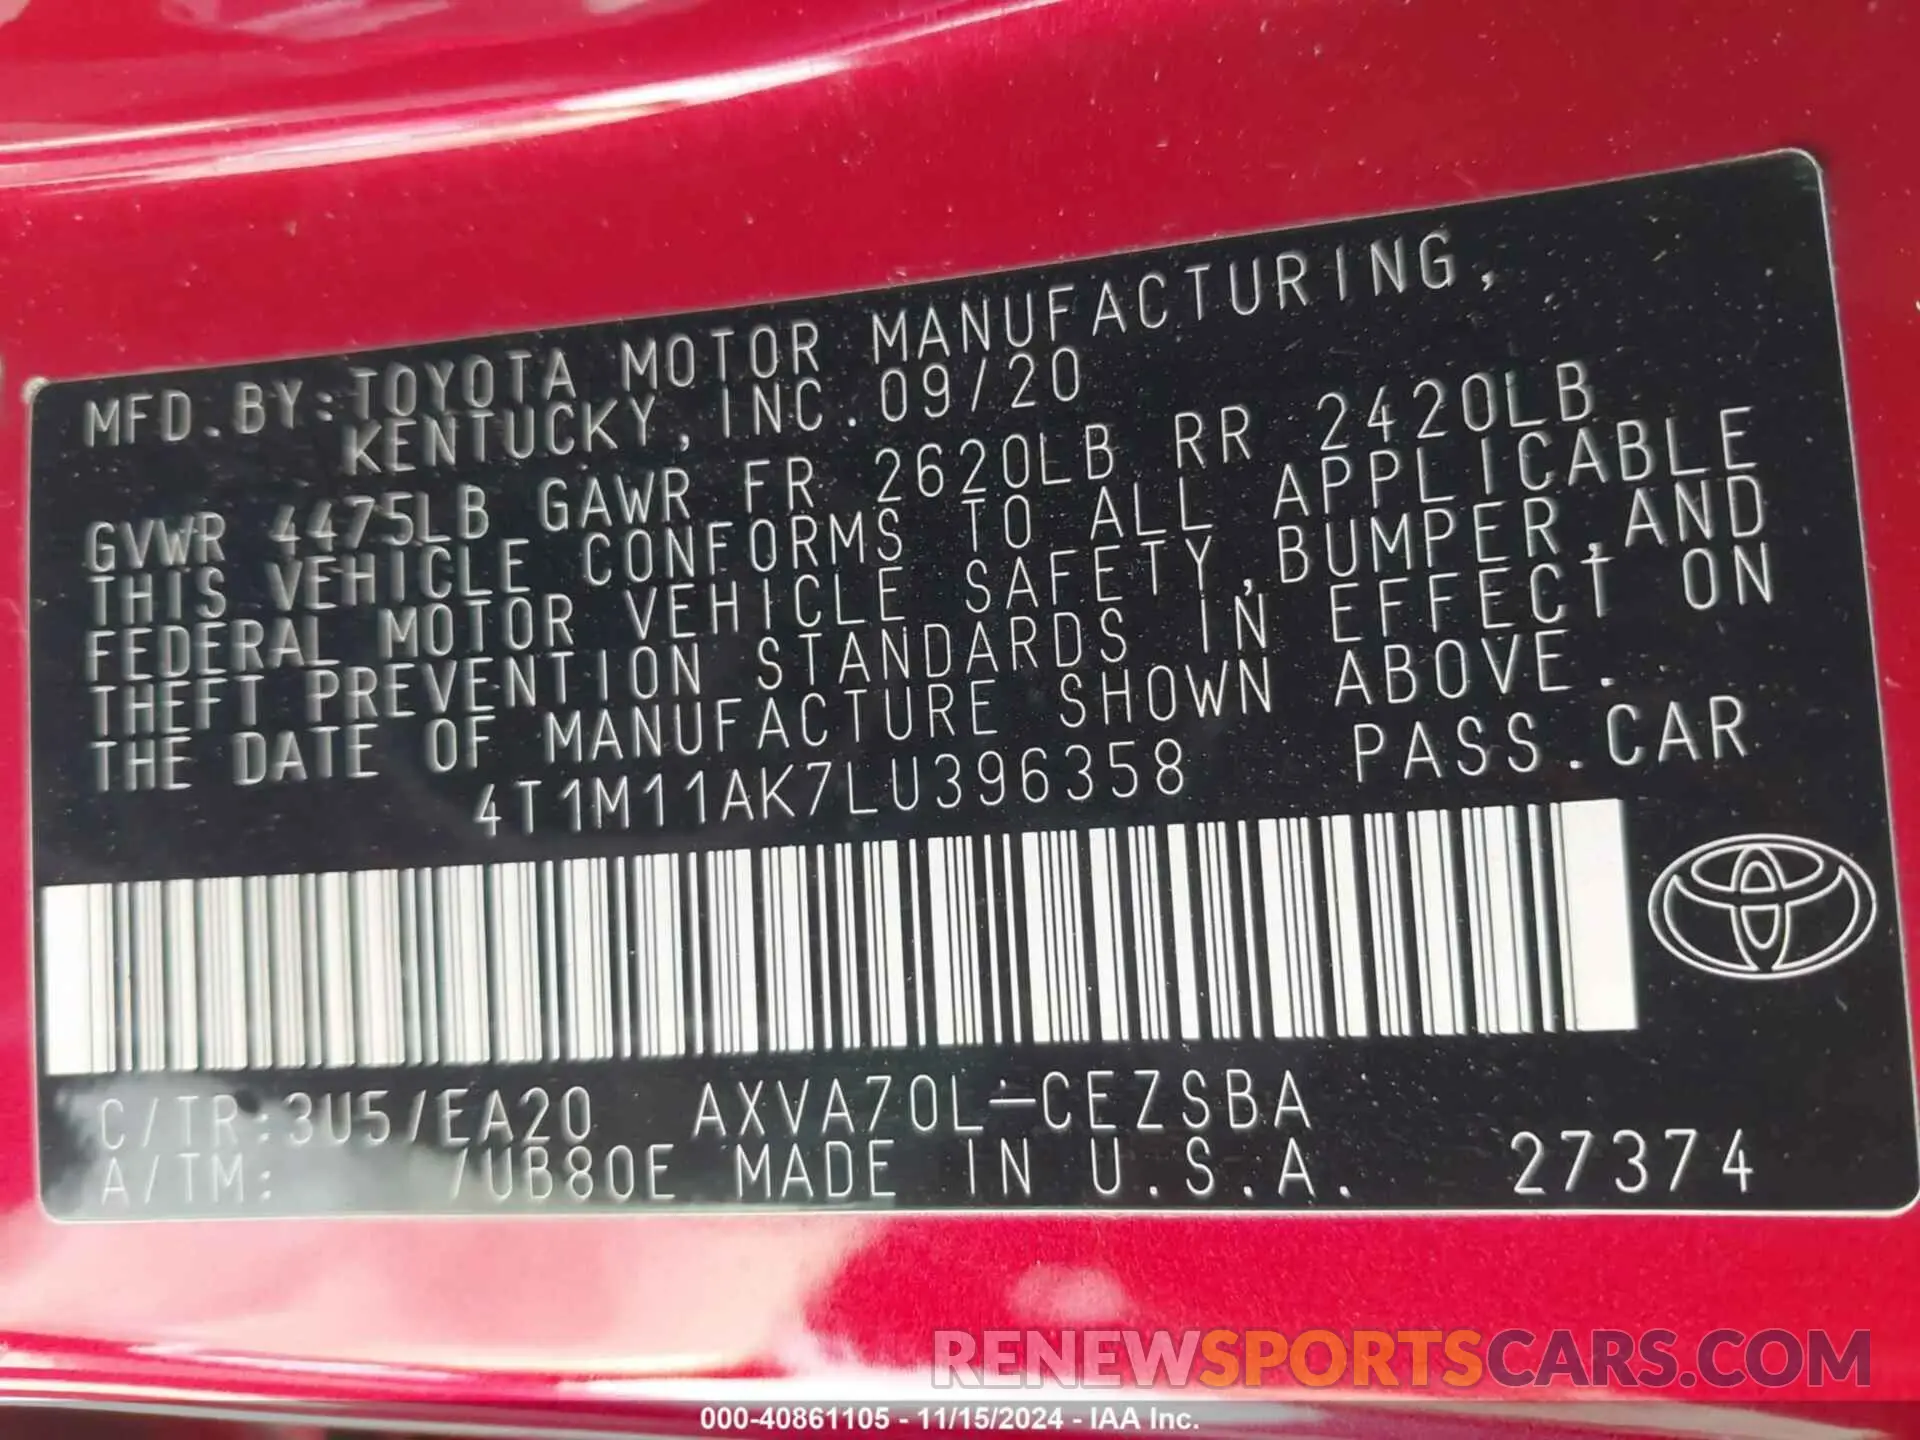 MFD.BY:TOYOTA MOTOR MANUFACTURING,
KENTUCKY,INC.09/20
GVWR 4475LB GAWR FR 2620LB RR 2420LB
THIS VEHICLE CONFORMS TO ALL APPLICABLE
FEDERAL MOTOR VEHICLE SAFETY,BUMPER,AND
THEFT PREVENTION STANDARDS IN EFFECT ON
THE DATE OF MANUFACTURE SHOWN ABOVE.
4T1M11AK7LU396358 PASS.CAR
C/TR:3U5/EA20 AXVA70L-CEZSBA
A/TM: /UB80E MADE IN U.S.A. 27374
RENEWSPORTSCARS.COM
000-40861105 - 11/15/2024 - IAA Inc.